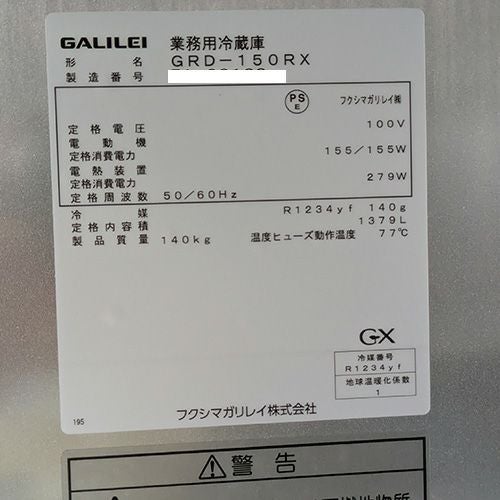 GALILEI 業務用冷蔵庫
形名 GRD-150RX
製造番号
PS E フクシマガリレイ㈱
定格電圧 100V
電動機
定格消費電力 155/155W
電熱装置
定格消費電力 279W
定格周波数 50/60Hz
冷媒 R1234yf 140g
定格内容積 1379L
製品質量 140kg 温度ヒューズ動作温度 77℃
GX
冷媒番号
R1234yf
地球温暖化係数
1
フクシマガリレイ株式会社
195
⚠警告